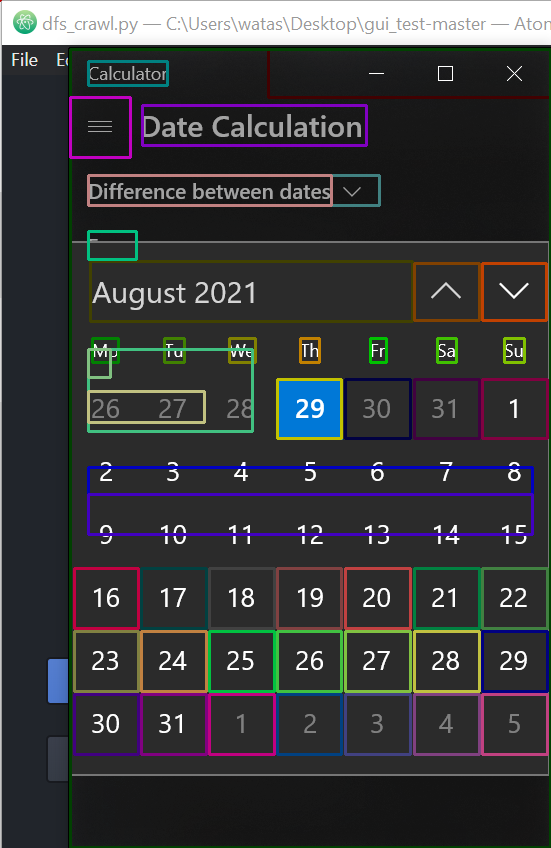 dfs_crawl.py — C:\Users\watas\Desktop\gui_test-master — Atom
File
Calculator
Date Calculation
Difference between dates
August 2021
Mo Tu We Th Fr Sa Su
26 27 28 29 30 31 1
2 3 4 5 6 7 8
9 10 11 12 13 14 15
16 17 18 19 20 21 22
23 24 25 26 27 28 29
30 31 1 2 3 4 5